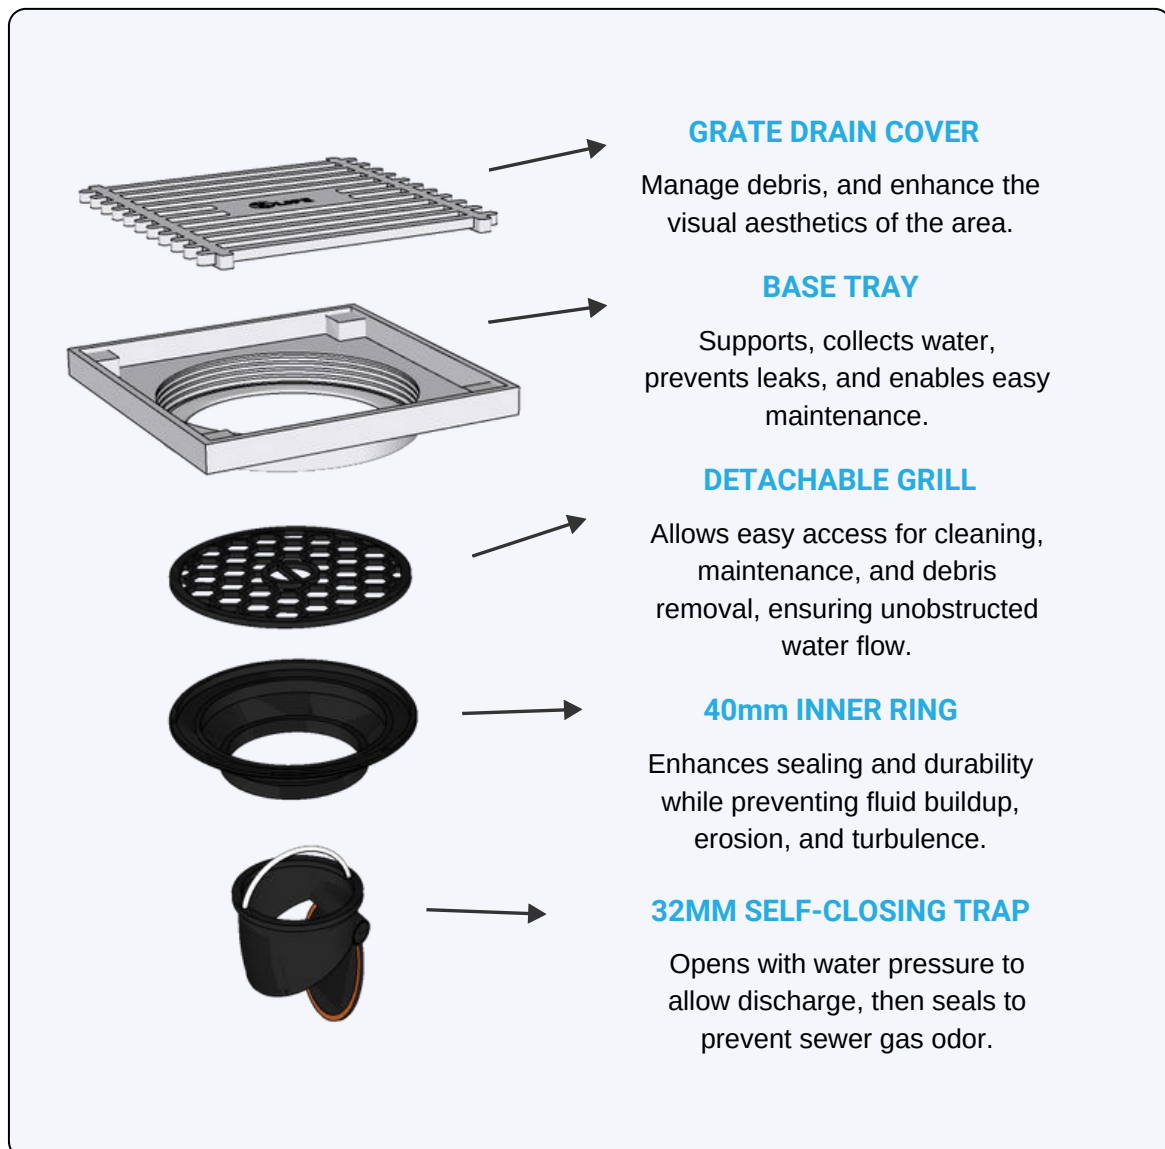 GRATE DRAIN COVER
Manage debris, and enhance the
visual aesthetics of the area.
BASE TRAY
Supports, collects water,
prevents leaks, and enables easy
maintenance.
DETACHABLE GRILL
Allows easy access for cleaning,
maintenance, and debris
removal, ensuring unobstructed
water flow.
40mm INNER RING
Enhances sealing and durability
while preventing fluid buildup,
erosion, and turbulence.
32MM SELF-CLOSING TRAP
Opens with water pressure to
allow discharge, then seals to
prevent sewer gas odor.